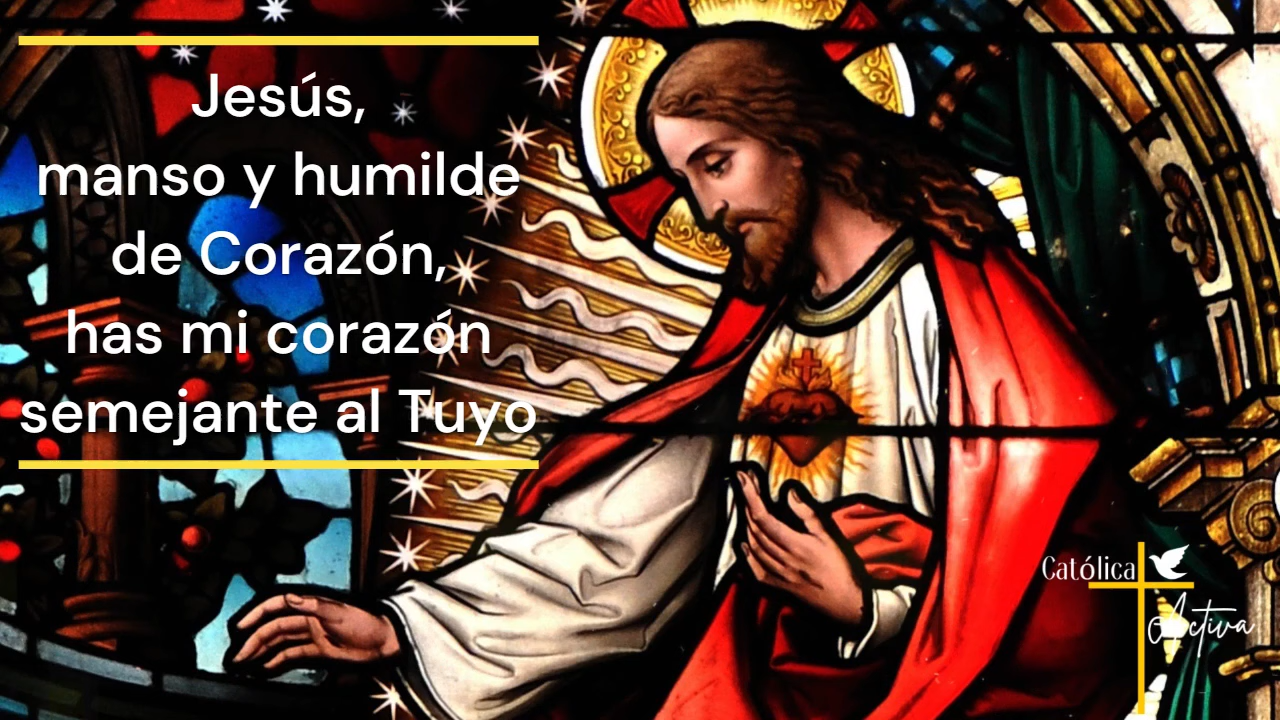 Jesús,
manso y humilde
de Corazón,
has mi corazón
semejante al Tuyo
Católica
Activa